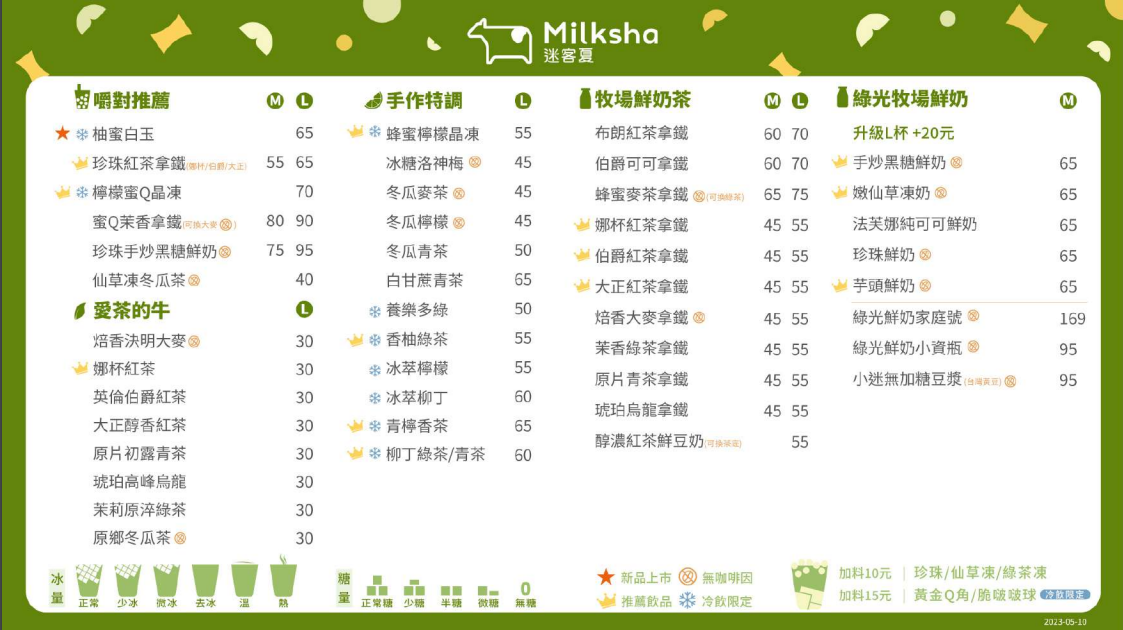 Milksha
迷客夏
嚼對推薦 M L
柚蜜白玉 65
珍珠紅茶拿鐵(娜杯/伯爵/大正) 55 65
檸檬蜜Q晶凍 70
蜜Q茉香拿鐵(可換大麥) 80 90
珍珠手炒黑糖鮮奶 75 95
仙草凍冬瓜茶 40
愛茶的牛 L
焙香決明大麥 30
娜杯紅茶 30
英倫伯爵紅茶 30
大正醇香紅茶 30
原片初露青茶 30
琥珀高峰烏龍 30
茉莉原淬綠茶 30
原鄉冬瓜茶 30
手作特調 L
蜂蜜檸檬晶凍 55
冰糖洛神梅 45
冬瓜麥茶 45
冬瓜檸檬 45
冬瓜青茶 50
白甘蔗青茶 65
養樂多綠 50
香柚綠茶 55
冰萃檸檬 55
冰萃柳丁 60
青檸香茶 65
柳丁綠茶/青茶 60
牧場鮮奶茶 M L
布朗紅茶拿鐵 60 70
伯爵可可拿鐵 60 70
蜂蜜麥茶拿鐵(可換綠茶) 65 75
娜杯紅茶拿鐵 45 55
伯爵紅茶拿鐵 45 55
大正紅茶拿鐵 45 55
焙香大麥拿鐵 45 55
茉香綠茶拿鐵 45 55
原片青茶拿鐵 45 55
琥珀烏龍拿鐵 45 55
醇濃紅茶鮮豆奶(可換茶底) 55
綠光牧場鮮奶 M
升級L杯 +20元
手炒黑糖鮮奶 65
嫩仙草凍奶 65
法芙娜純可可鮮奶 65
珍珠鮮奶 65
芋頭鮮奶 65
綠光鮮奶家庭號 169
綠光鮮奶小資瓶 95
小迷無加糖豆漿(台灣黃豆) 95
冰量
正常 少冰 微冰 去冰 溫 熱
糖量
正常糖 少糖 半糖 微糖 0 無糖
新品上市 無咖啡因
推薦飲品 冷飲限定
加料10元 | 珍珠/仙草凍/綠茶凍
加料15元 | 黃金Q角/脆啵啵球 冷飲限定
2023-05-10